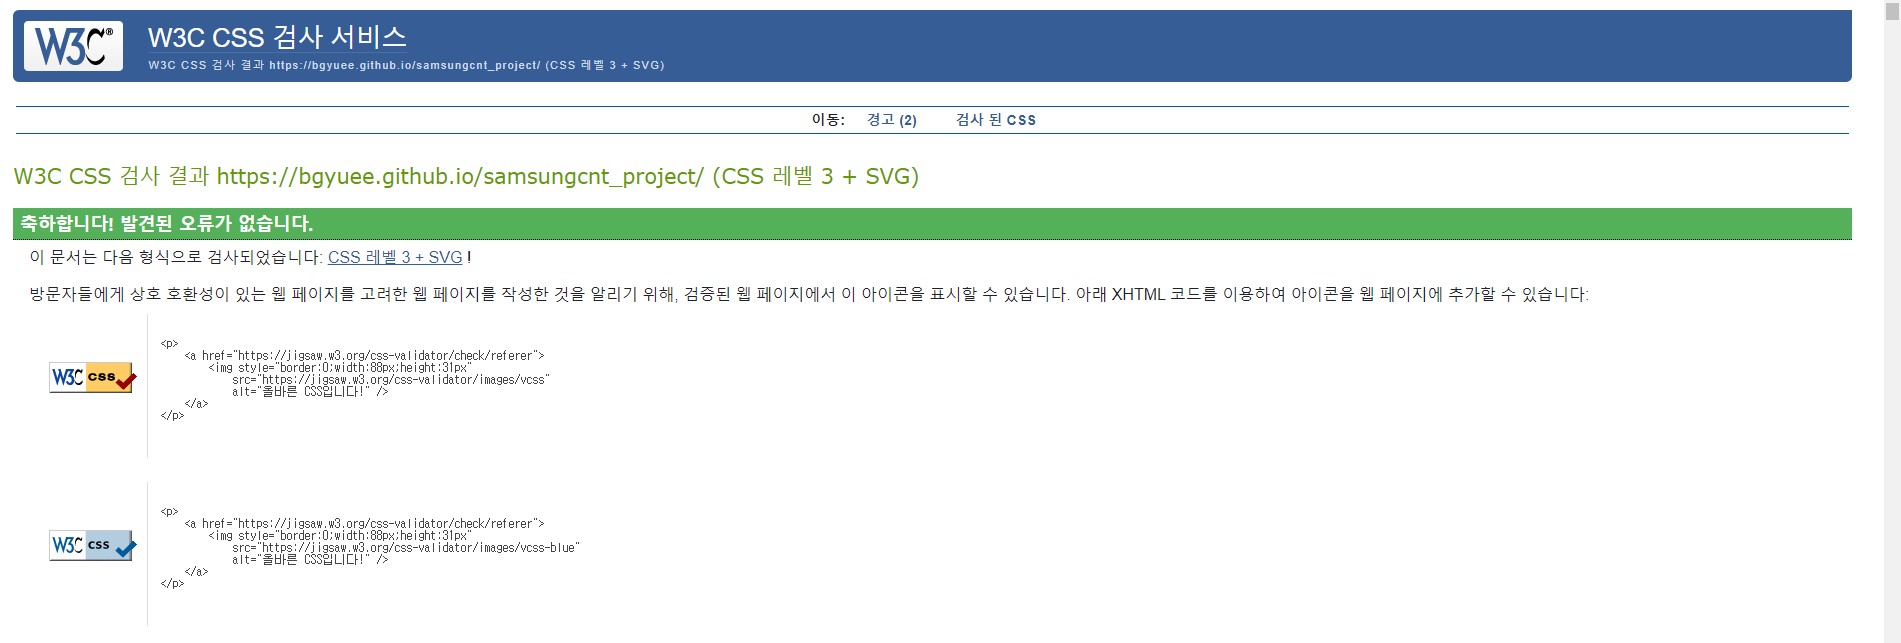 W3C® W3C CSS 검사 서비스
W3C CSS 검사 결과 https://bgyuee.github.io/samsungcnt_project/ (CSS 레벨 3 + SVG)
이동: 경고 (2) 검사 된 CSS
W3C CSS 검사 결과 https://bgyuee.github.io/samsungcnt_project/ (CSS 레벨 3 + SVG)
축하합니다! 발견된 오류가 없습니다.
이 문서는 다음 형식으로 검사되었습니다: CSS 레벨 3 + SVG !
방문자들에게 상호 호환성이 있는 웹 페이지를 고려한 웹 페이지를 작성한 것을 알리기 위해, 검증된 웹 페이지에서 이 아이콘을 표시할 수 있습니다. 아래 XHTML 코드를 이용하여 아이콘을 웹 페이지에 추가할 수 있습니다:
W3C css
<p>
<a href="https://jigsaw.w3.org/css-validator/check/referer">
<img style="border:0;width:88px;height:31px"
src="https://jigsaw.w3.org/css-validator/images/vcss"
alt="올바른 CSS입니다!" />
</a>
</p>
W3C css
<p>
<a href="https://jigsaw.w3.org/css-validator/check/referer">
<img style="border:0;width:88px;height:31px"
src="https://jigsaw.w3.org/css-validator/images/vcss-blue"
alt="올바른 CSS입니다!" />
</a>
</p>